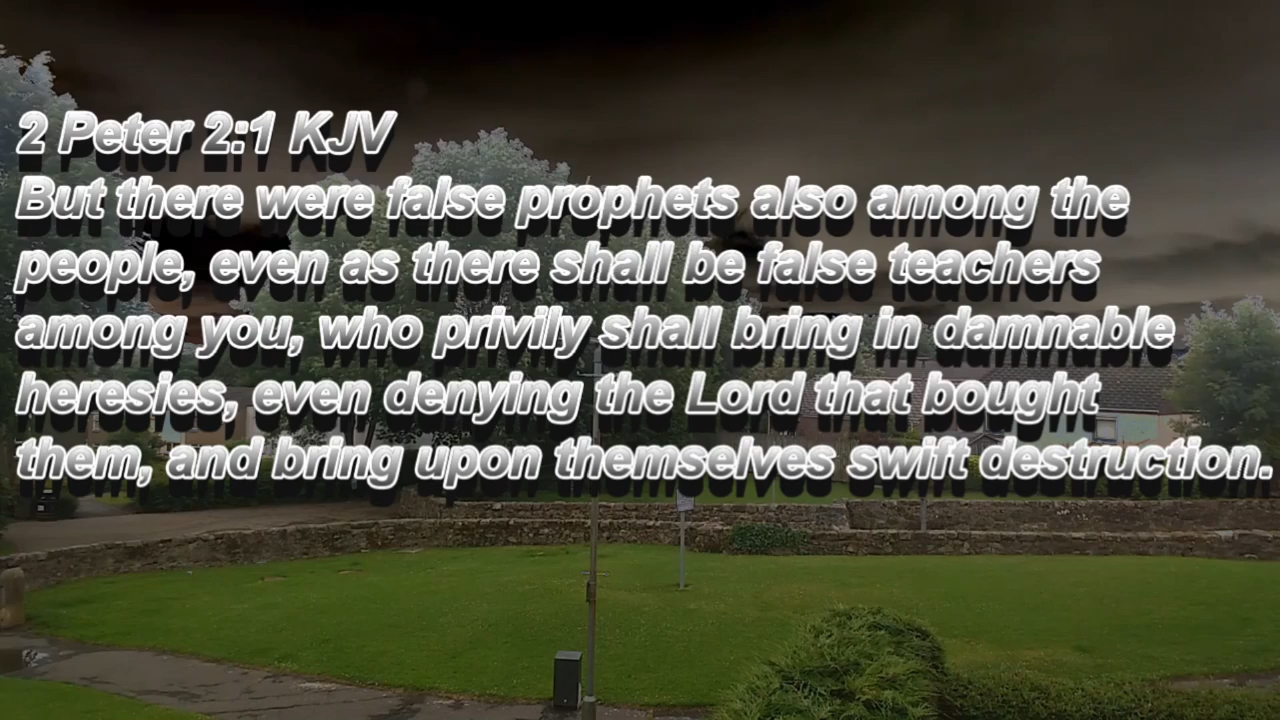 2 Peter 2:1 KJV
But there were false prophets also among the
people, even as there shall be false teachers
among you, who privily shall bring in damnable
heresies, even denying the Lord that bought
them, and bring upon themselves swift destruction.